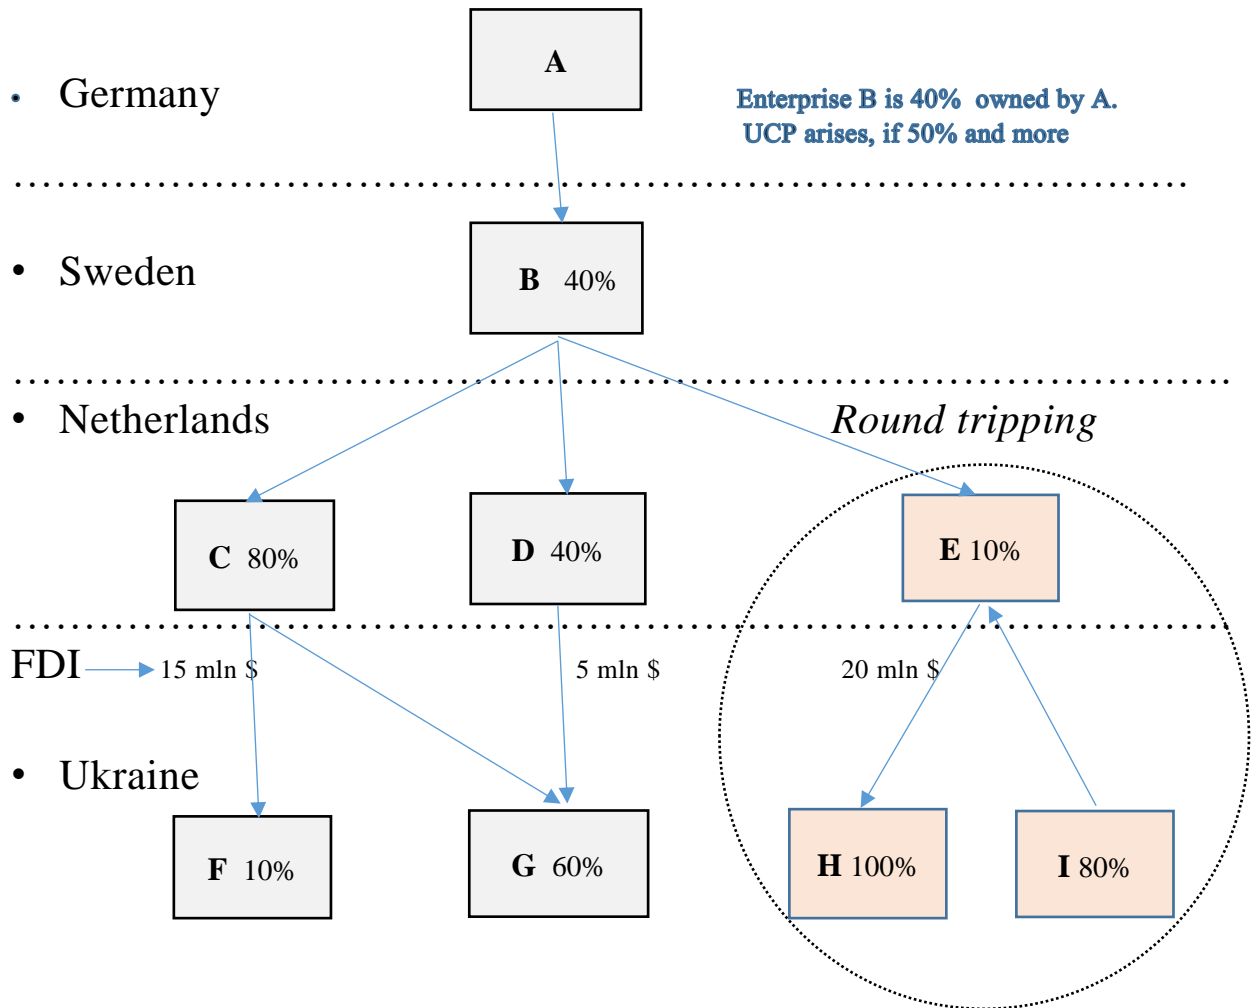 A
• Germany
Enterprise B is 40% owned by A.
UCP arises, if 50% and more
• Sweden
B 40%
• Netherlands
Round tripping
C 80%
D 40%
E 10%
FDI
15 mln $
5 mln $
20 mln $
• Ukraine
F 10%
G 60%
H 100%
I 80%